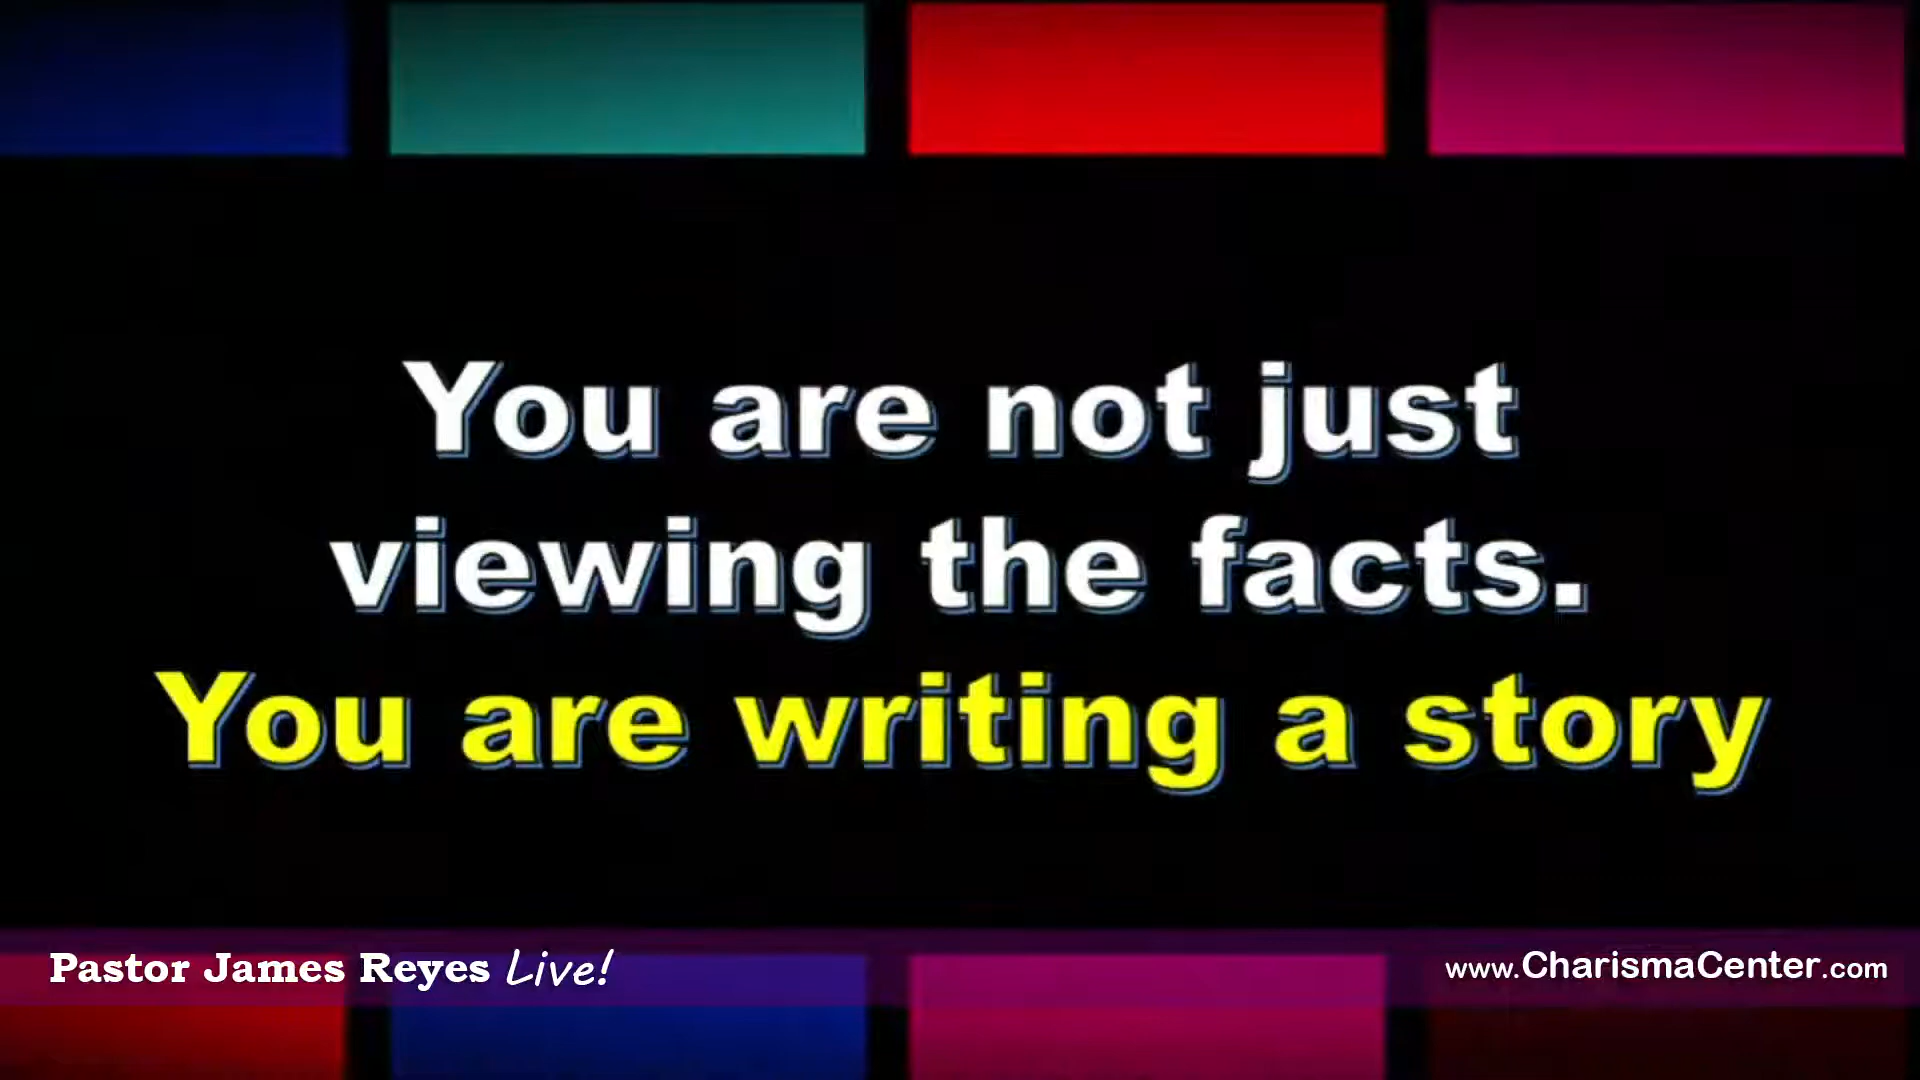 You are not just
viewing the facts.
You are writing a story
Pastor James Reyes Live!
www.CharismaCenter.com